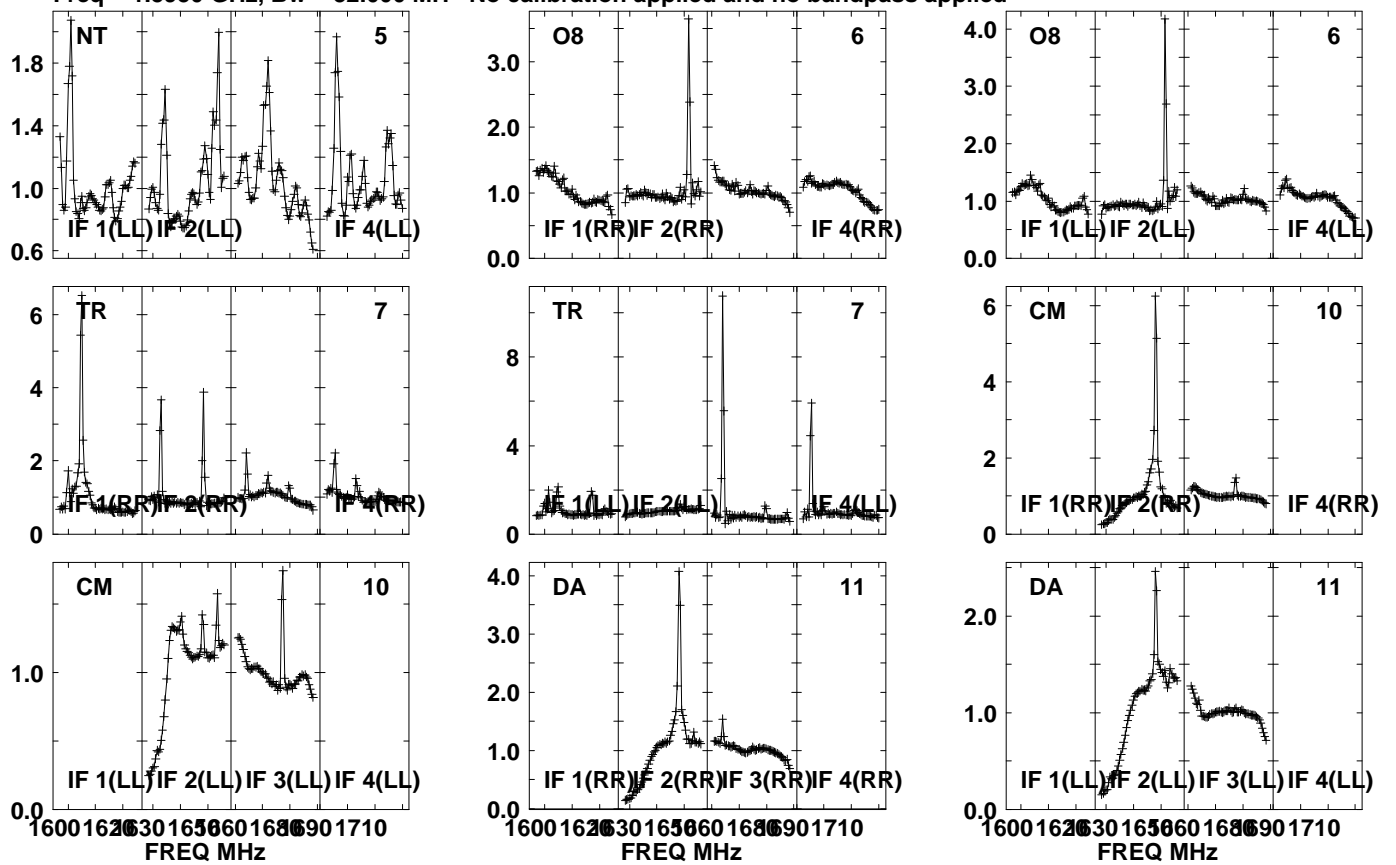 NT 5
1.8
1.4
1.0
0.6
IF 1(LL) IF 2(LL) IF 4(LL)
O8 6
3.0
2.0
1.0
0.0
IF 1(RR) IF 2(RR) IF 4(RR)
O8 6
4.0
3.0
2.0
1.0
0.0
IF 1(LL) IF 2(LL) IF 4(LL)
TR 7
6
4
2
0
IF 1(RR) IF 2(RR) IF 4(RR)
TR 7
8
4
0
IF 1(LL) IF 2(LL) IF 4(LL)
CM 10
6
4
2
0
IF 1(RR) IF 2(RR) IF 4(RR)
CM 10
1.0
0.0
IF 1(LL) IF 2(LL) IF 3(LL) IF 4(LL)
1600 1620 1630 1650 1660 1680 1690 1710
FREQ MHz
DA 11
4.0
3.0
2.0
1.0
0.0
IF 1(RR) IF 2(RR) IF 3(RR) IF 4(RR)
1600 1620 1630 1650 1660 1680 1690 1710
FREQ MHz
DA 11
2.0
1.0
0.0
IF 1(LL) IF 2(LL) IF 3(LL) IF 4(LL)
1600 1620 1630 1650 1660 1680 1690 1710
FREQ MHz